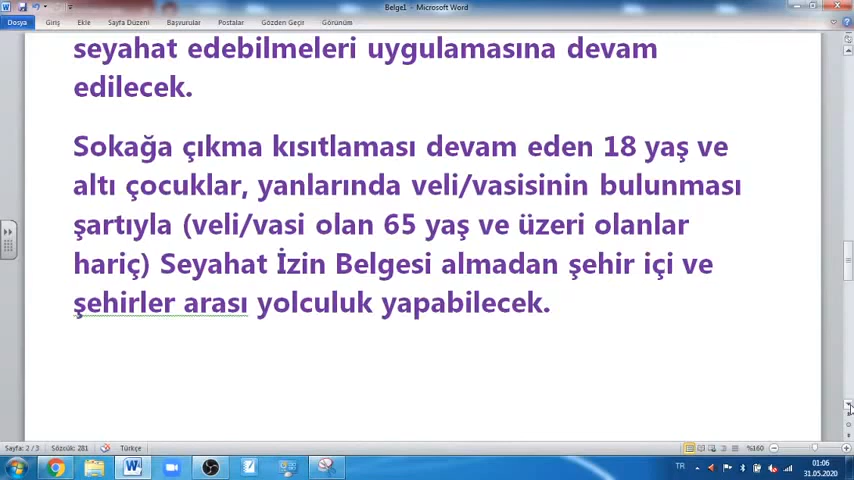 Belge1 - Microsoft Word
Dosya Giriş Ekle Sayfa Düzeni Başvurular Postalar Gözden Geçir Görünüm
seyahat edebilmeleri uygulamasına devam
edilecek.
Sokağa çıkma kısıtlaması devam eden 18 yaş ve
altı çocuklar, yanlarında veli/vasisinin bulunması
şartıyla (veli/vasi olan 65 yaş ve üzeri olanlar
hariç) Seyahat İzin Belgesi almadan şehir içi ve
şehirler arası yolculuk yapabilecek.
Sayfa: 2 / 3 Sözcük: 281 Türkçe %160
TR 01:06
31.05.2020